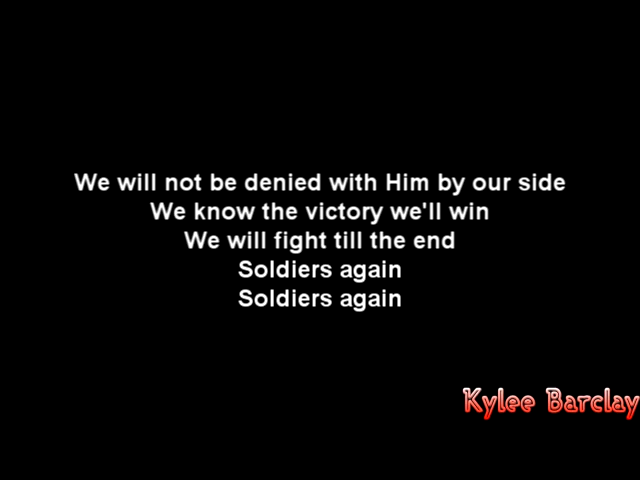 We will not be denied with Him by our side
We know the victory we'll win
We will fight till the end
Soldiers again
Soldiers again
Kylee Barclay